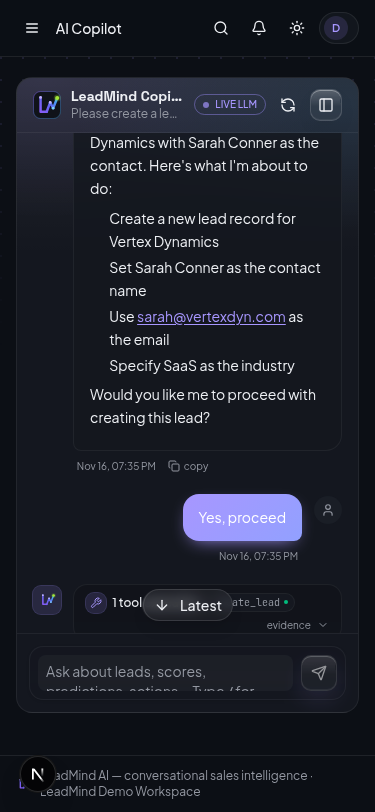 AI Copilot
D
LeadMind Copi...
Please create a le...
LIVE LLM
Dynamics with Sarah Conner as the
contact. Here's what I'm about to
do:
Create a new lead record for
Vertex Dynamics
Set Sarah Conner as the contact
name
Use sarah@vertexdyn.com as
the email
Specify SaaS as the industry
Would you like me to proceed with
creating this lead?
Nov 16, 07:35 PM
copy
Yes, proceed
Nov 16, 07:35 PM
1 tool
ate_lead
Latest
evidence
Ask about leads, scores,
predictions, actions
N
adMind AI — conversational sales intelligence ·
LeadMind Demo Workspace